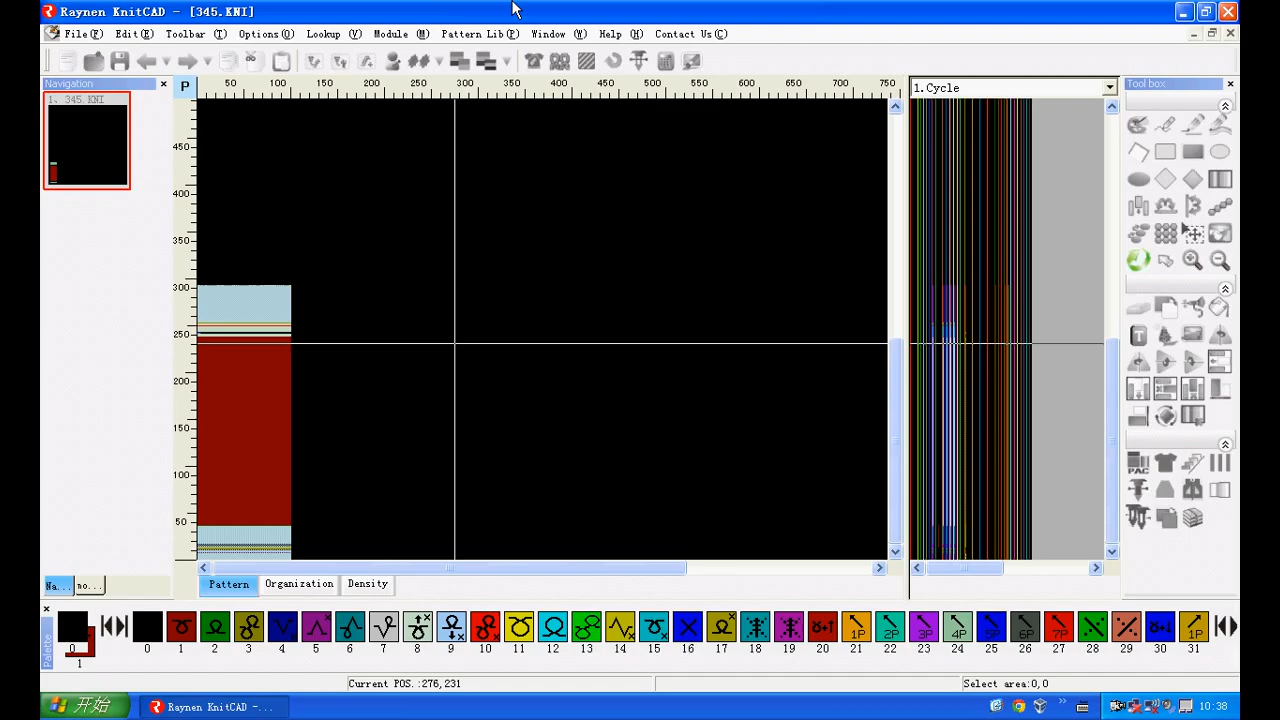 Raynen KnitCAD - [345.KNI]
File(F) Edit(E) Toolbar (T) Options(O) Lookup (V) Module (M) Pattern Lib(P) Window (W) Help (H) Contact Us(C)
Navigation
1、345.KNI
P
50 100 150 200 250 300 350 400 450 500 550 600 650 700 750
450
400
350
300
250
200
150
100
50
1.Cycle
Tool box
T
PAC
Na... no...
Pattern Organization Density
Palette
1P 2P 3P 4P 5P 6P 7P 1P
0 1 0 1 2 3 4 5 6 7 8 9 10 11 12 13 14 15 16 17 18 19 20 21 22 23 24 25 26 27 28 29 30 31
Current POS. :276,231
Select area:0,0
开始
Raynen KnitCAD -...
10:38